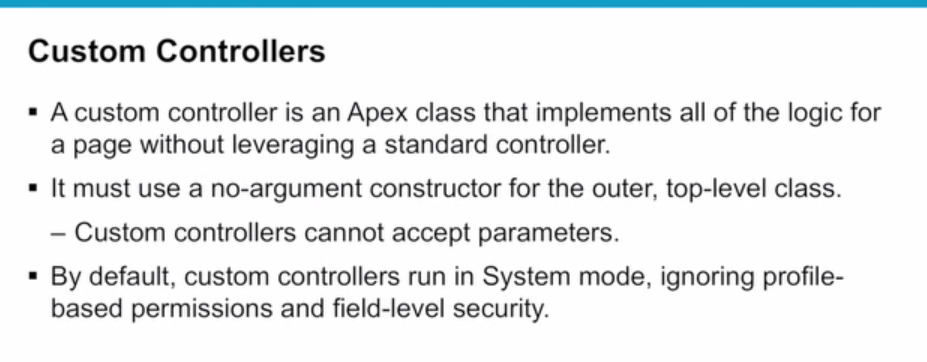 Custom Controllers
▪ A custom controller is an Apex class that implements all of the logic for
a page without leveraging a standard controller.
▪ It must use a no-argument constructor for the outer, top-level class.
– Custom controllers cannot accept parameters.
▪ By default, custom controllers run in System mode, ignoring profile-
based permissions and field-level security.